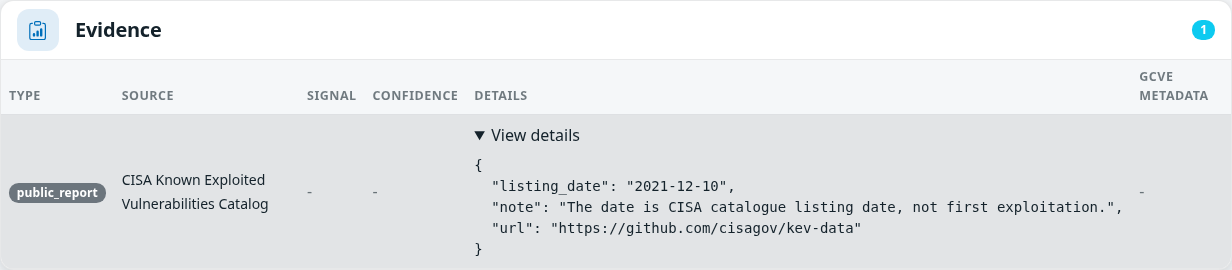 Evidence
1
TYPE SOURCE SIGNAL CONFIDENCE DETAILS GCVE METADATA
public_report
CISA Known Exploited
Vulnerabilities Catalog
-
-
▼ View details
{
"listing_date": "2021-12-10",
"note": "The date is CISA catalogue listing date, not first exploitation.",
"url": "https://github.com/cisagov/kev-data"
}
-